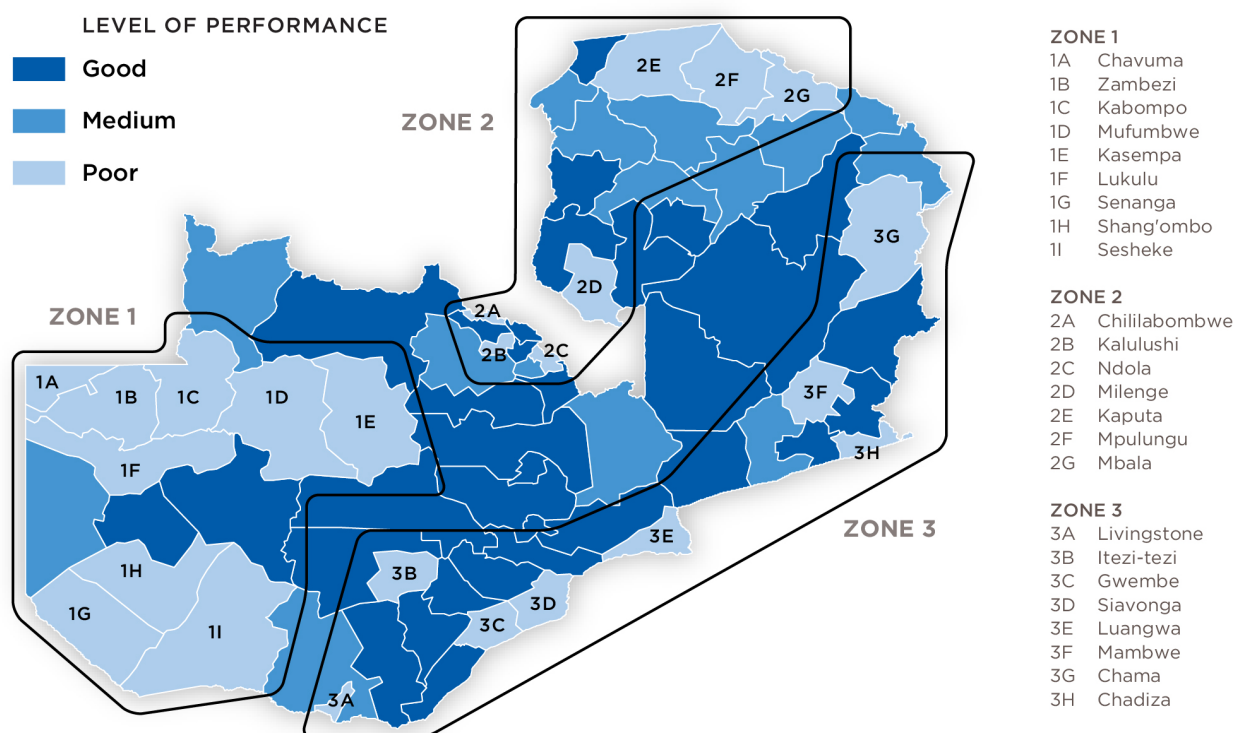 LEVEL OF PERFORMANCE
Good
Medium
Poor
ZONE 2
ZONE 1
ZONE 3
2E
2F
2G
3G
2D
2A
2B
2C
1A
1B
1C
1D
1E
1F
3F
3H
3E
1H
1G
1I
3B
3C
3D
3A
ZONE 1
1A Chavuma
1B Zambezi
1C Kabompo
1D Mufumbwe
1E Kasempa
1F Lukulu
1G Senanga
1H Shang'ombo
1I Sesheke
ZONE 2
2A Chililabombwe
2B Kalulushi
2C Ndola
2D Milenge
2E Kaputa
2F Mpulungu
2G Mbala
ZONE 3
3A Livingstone
3B Itezi-tezi
3C Gwembe
3D Siavonga
3E Luangwa
3F Mambwe
3G Chama
3H Chadiza